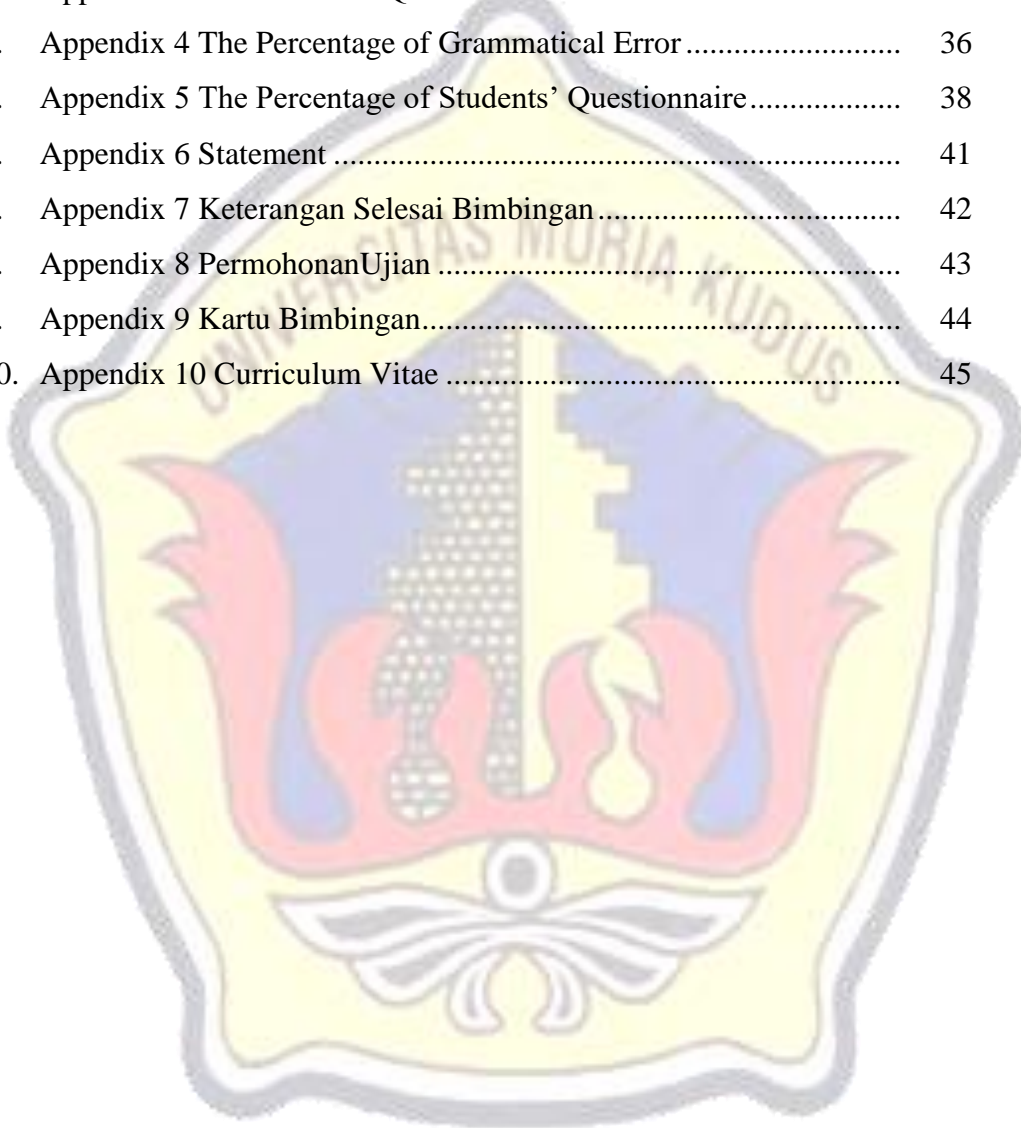 Appendix 4 The Percentage of Grammatical Error ........................... 36
Appendix 5 The Percentage of Students’ Questionnaire................... 38
Appendix 6 Statement ...................................................................... 41
Appendix 7 Keterangan Selesai Bimbingan..................................... 42
Appendix 8 PermohonanUjian ......................................................... 43
Appendix 9 Kartu Bimbingan........................................................... 44
0. Appendix 10 Curriculum Vitae ........................................................ 45
UNIVERSITAS MURIA KUDUS